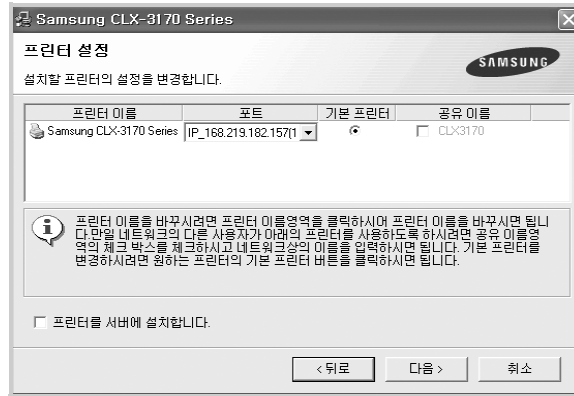 Samsung CLX-3170 Series
프린터 설정
설치할 프린터의 설정을 변경합니다.
SAMSUNG
프린터 이름 포트 기본 프린터 공유 이름
Samsung CLX-3170 Series IP_168.219.182.157(1 CLX3170
프린터 이름을 바꾸시려면 프린터 이름영역을 클릭하시어 프린터 이름을 바꾸시면 됩니
다.만일 네트워크의 다른 사용자가 아래의 프린터를 사용하도록 하시려면 공유 이름영
역의 체크 박스를 체크하시고 네트워크상의 이름을 입력하시면 됩니다. 기본 프린터를
변경하시려면 원하는 프린터의 기본 프린터 버튼을 클릭하시면 됩니다.
프린터를 서버에 설치합니다.
<뒤로 다음> 취소